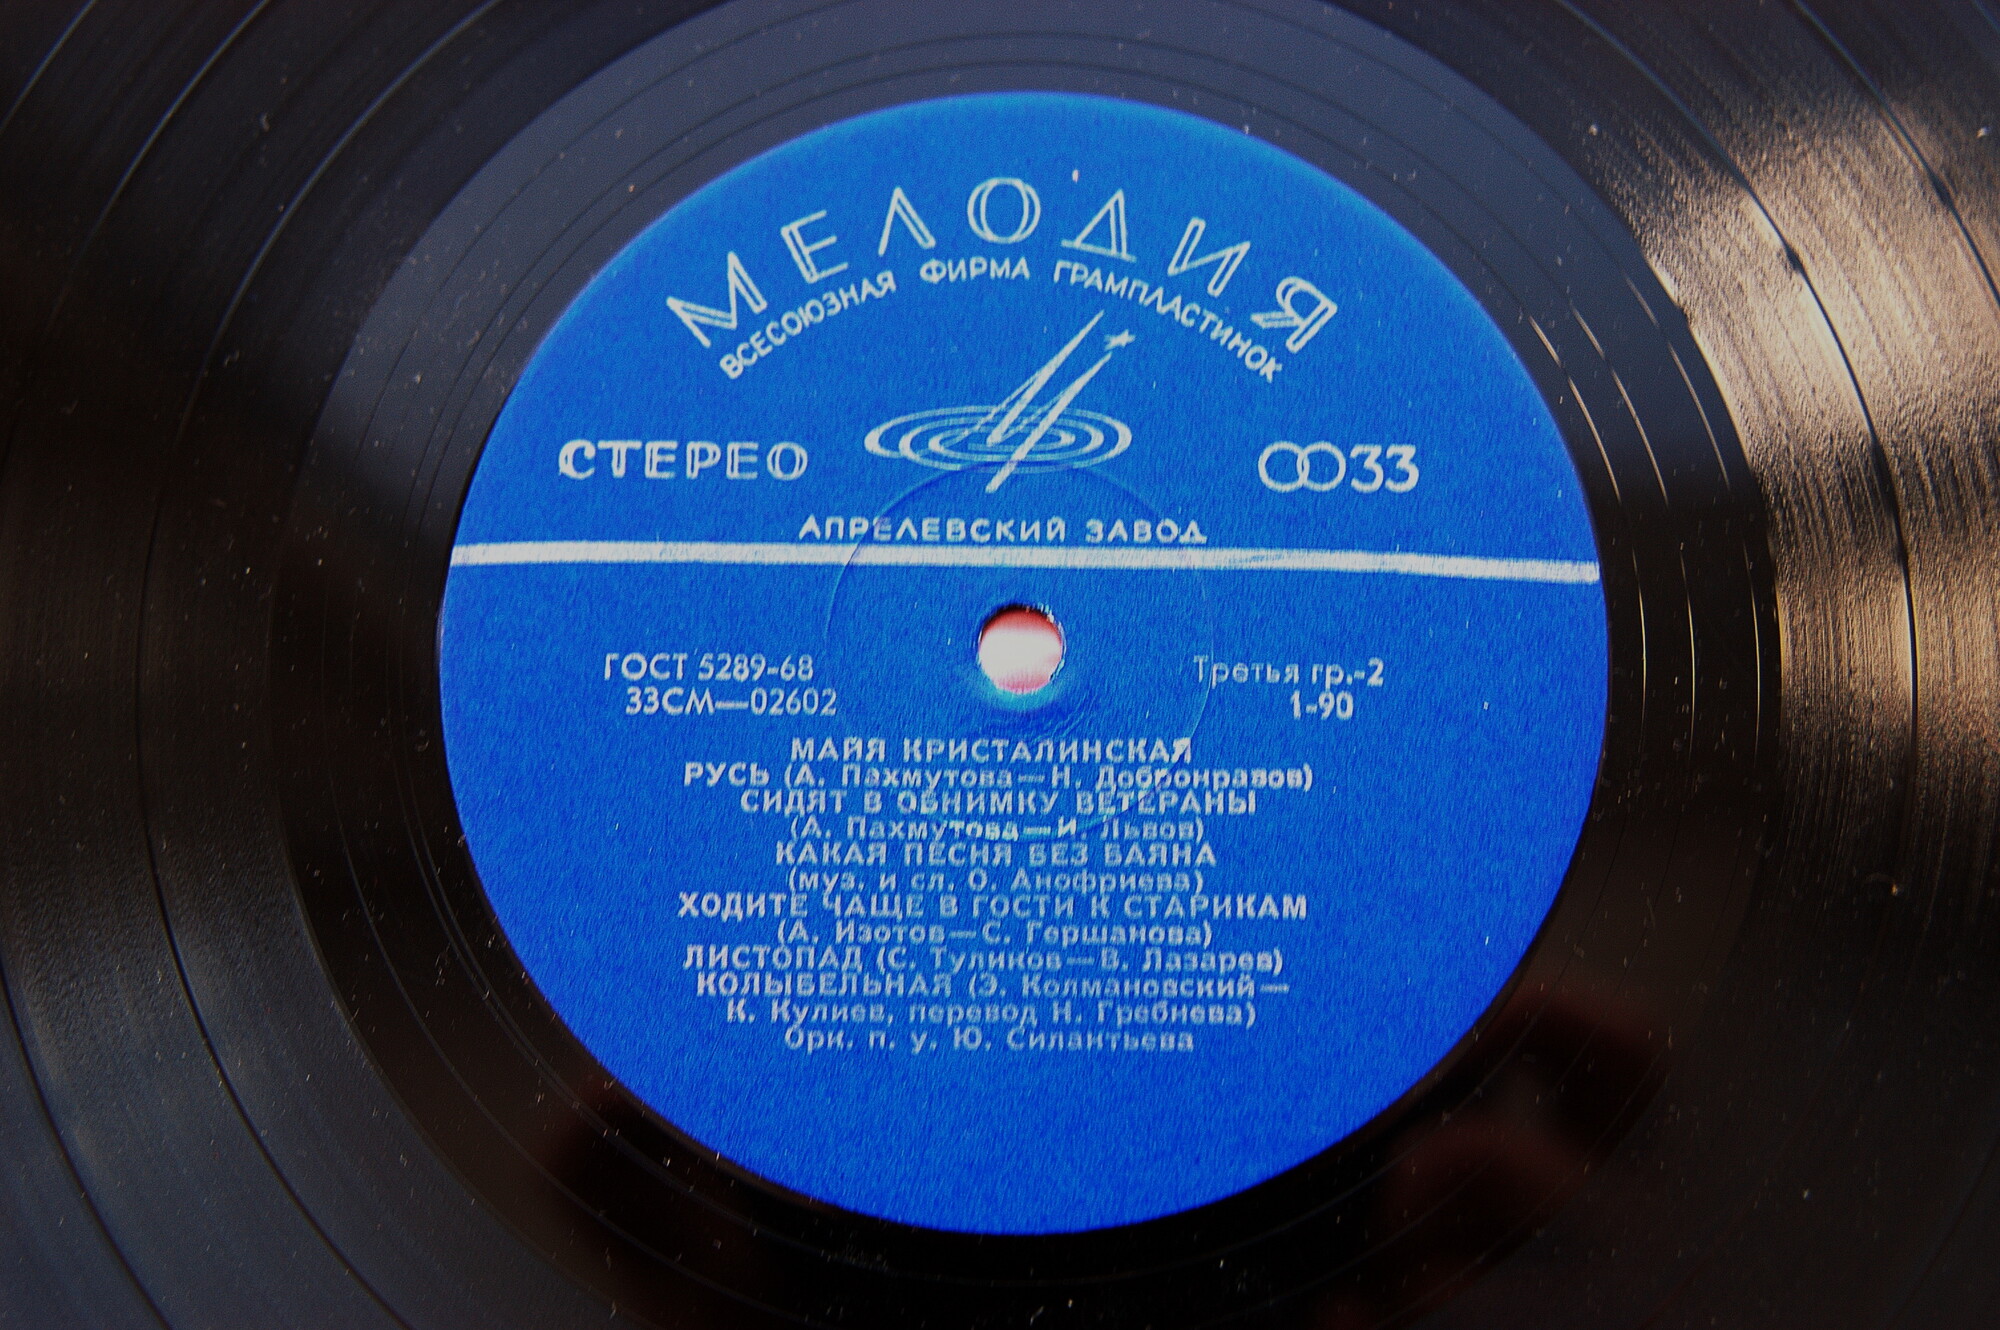 МЕЛОДИЯ
ВСЕСОЮЗНАЯ ФИРМА ГРАМПЛАСТИНОК
СТЕРЕО
33
АПРЕЛЕВСКИЙ ЗАВОД
ГОСТ 5289-68
Третья гр.-2
33СМ—02602
1-90
МАЙЯ КРИСТАЛИНСКАЯ
РУСЬ (А. Пахмутова—Н. Добронравов)
СИДЯТ В ОБНИМКУ ВЕТЕРАНЫ
(А. Пахмутова—И. Львов)
КАКАЯ ПЕСНЯ БЕЗ БАЯНА
(муз. и сл. О. Анофриева)
ХОДИТЕ ЧАЩЕ В ГОСТИ К СТАРИКАМ
(А. Изотов—С. Гершанова)
ЛИСТОПАД (С. Туликов—В. Лазарев)
КОЛЫБЕЛЬНАЯ (Э. Колмановский—
К. Кулиев, перевод Н. Гребнева)
Орк. п. у. Ю. Силантьева